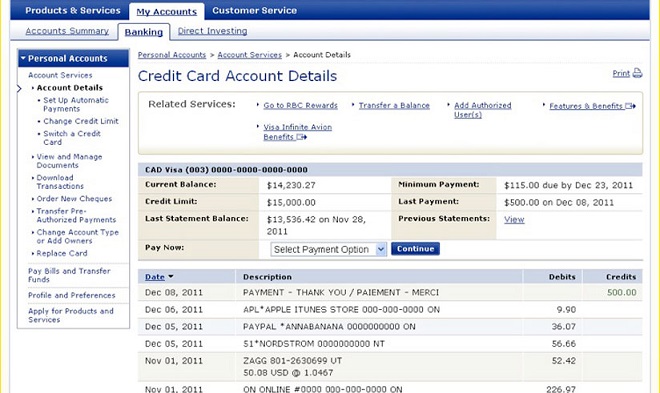 Products & Services My Accounts Customer Service
Accounts Summary Banking Direct Investing
Personal Accounts
Account Services
Account Details
Set Up Automatic
Payments
Change Credit Limit
Switch a Credit
Card
View and Manage
Documents
Download
Transactions
Order New Cheques
Transfer Pre-
Authorized Payments
Change Account Type
or Add Owners
Replace Card
Pay Bills and Transfer
Funds
Profile and Preferences
Apply for Products and
Services
Personal Accounts > Account Services > Account Details
Credit Card Account Details
Print
Related Services:
Go to RBC Rewards
Transfer a Balance
Add Authorized
User(s)
Features & Benefits
Visa Infinite Avion
Benefits
CAD Visa (003) 0000-0000-0000-0000
Current Balance: $14,230.27 Minimum Payment: $115.00 due by Dec 23, 2011
Credit Limit: $15,000.00 Last Payment: $500.00 on Dec 08, 2011
Last Statement Balance: $13,536.42 on Nov 28,
2011
Previous Statements: View
Pay Now: Select Payment Option Continue
Date Description Debits Credits
Dec 08, 2011 PAYMENT - THANK YOU / PAIEMENT - MERCI 500.00
Dec 06, 2011 APL*APPLE ITUNES STORE 000-000-0000 ON 9.90
Dec 05, 2011 PAYPAL *ANNABANANA 0000000000 ON 36.07
Dec 05, 2011 51*NORDSTROM 0000000000 NT 56.66
Nov 01, 2011 ZAGG 801-2630699 UT 52.42
50.08 USD @ 1.0467
Nov 01, 2011 ON ONLINE #0000 000-000-0000 ON 226.97